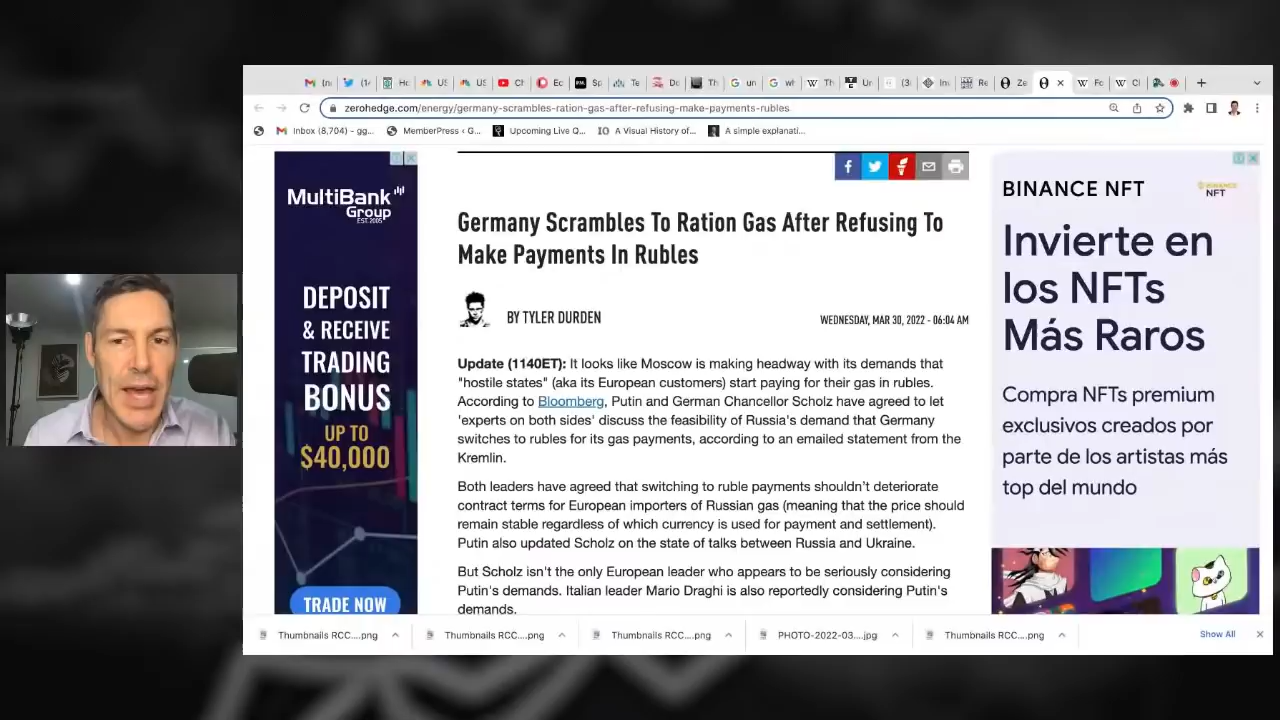 zerohedge.com/energy/germany-scrambles-ration-gas-after-refusing-make-payments-rubles
Inbox (8,704) - gg...
MemberPress ‹ G...
Upcoming Live Q...
A Visual History of...
A simple explanati...
MultiBank
Group
EST. 2005
DEPOSIT
& RECEIVE
TRADING
BONUS
UP TO
$40,000
TRADE NOW
Germany Scrambles To Ration Gas After Refusing To
Make Payments In Rubles
BY TYLER DURDEN
WEDNESDAY, MAR 30, 2022 - 06:04 AM
Update (1140ET): It looks like Moscow is making headway with its demands that
"hostile states" (aka its European customers) start paying for their gas in rubles.
According to Bloomberg, Putin and German Chancellor Scholz have agreed to let
'experts on both sides' discuss the feasibility of Russia's demand that Germany
switches to rubles for its gas payments, according to an emailed statement from the
Kremlin.
Both leaders have agreed that switching to ruble payments shouldn’t deteriorate
contract terms for European importers of Russian gas (meaning that the price should
remain stable regardless of which currency is used for payment and settlement).
Putin also updated Scholz on the state of talks between Russia and Ukraine.
But Scholz isn't the only European leader who appears to be seriously considering
Putin's demands. Italian leader Mario Draghi is also reportedly considering Putin's
demands.
BINANCE NFT
BINANCE
NFT
Invierte en
los NFTs
Más Raros
Compra NFTs premium
exclusivos creados por
parte de los artistas más
top del mundo
Thumbnails RCC....png
Thumbnails RCC....png
Thumbnails RCC....png
PHOTO-2022-03....jpg
Thumbnails RCC....png
Show All